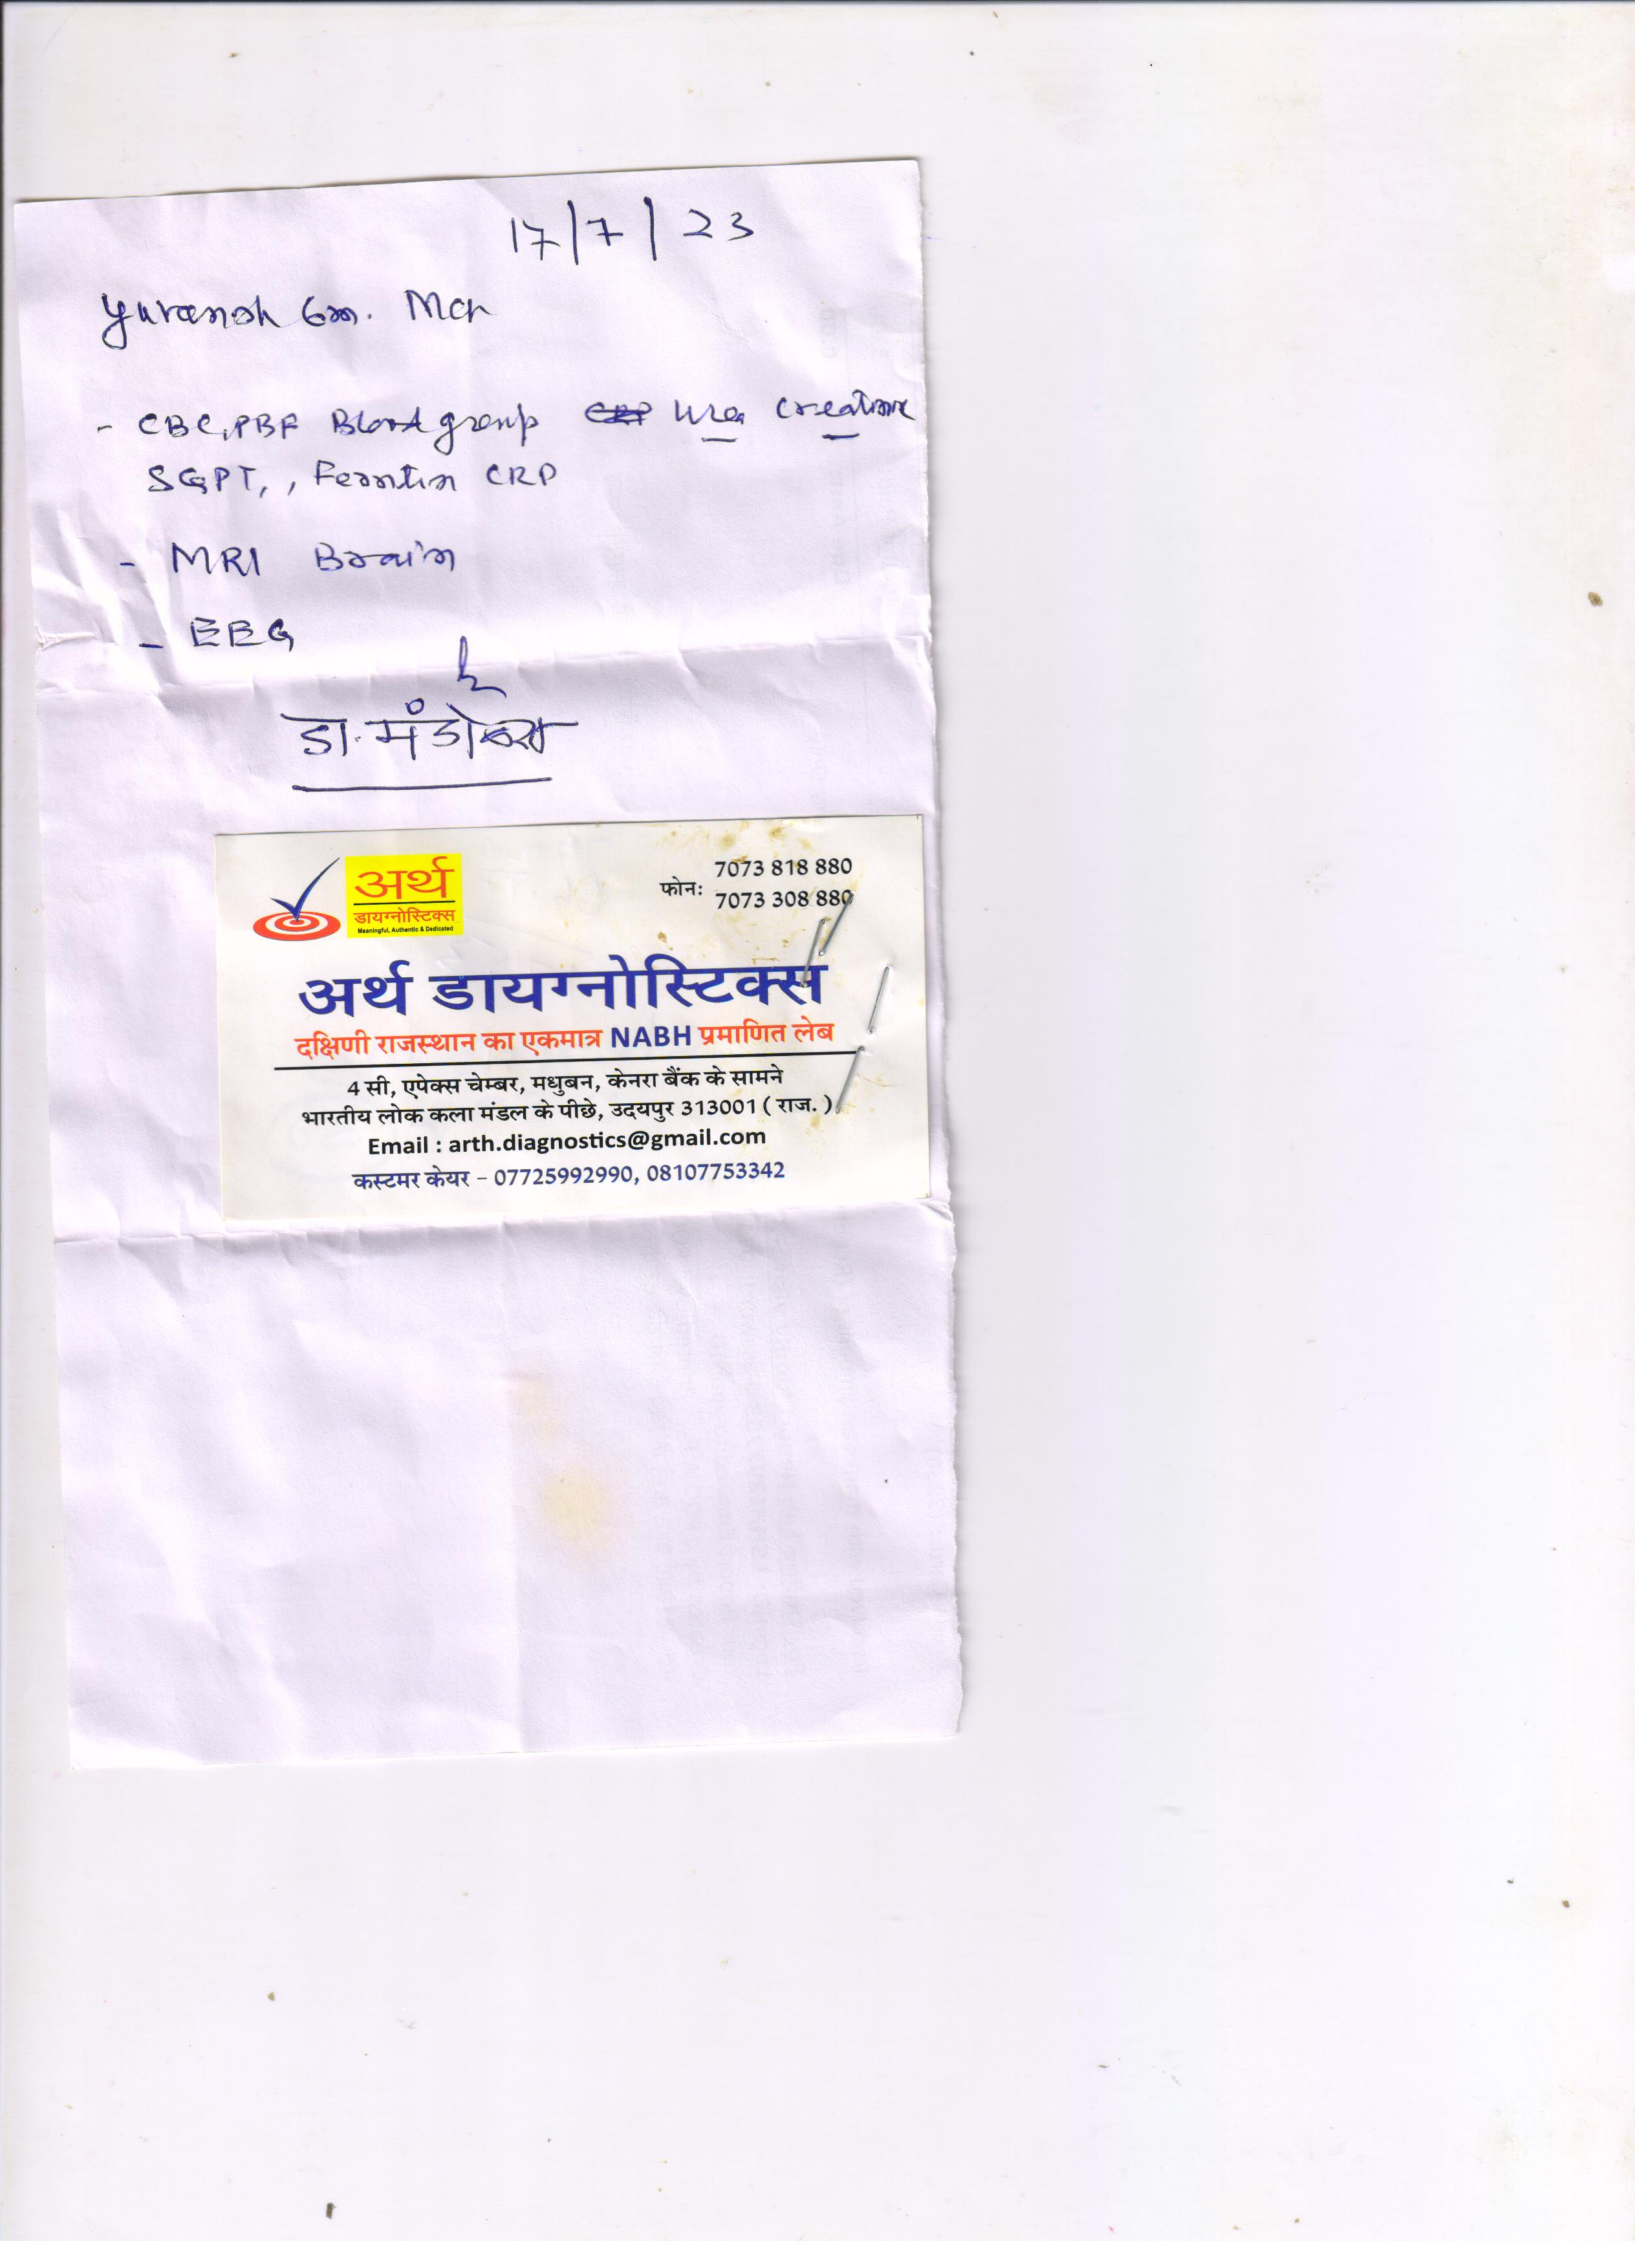 17/7/23
Yuvansh 6m. Mch
- CBC, PBF Blood group CRP Urea Creatinine
SGPT, , Ferritin CRP
- MRI Brain
- EEG
डा. मंडोवरा
अर्थ
डायग्नोस्टिक्स
Meaningful, Authentic & Dedicated
फोन: 7073 818 880
7073 308 880
अर्थ डायग्नोस्टिक्स
दक्षिणी राजस्थान का एकमात्र NABH प्रमाणित लेब
4 सी, एपेक्स चेम्बर, मधुबन, केनरा बैंक के सामने
भारतीय लोक कला मंडल के पीछे, उदयपुर 313001 ( राज. )
Email : arth.diagnostics@gmail.com
कस्टमर केयर - 07725992990, 08107753342